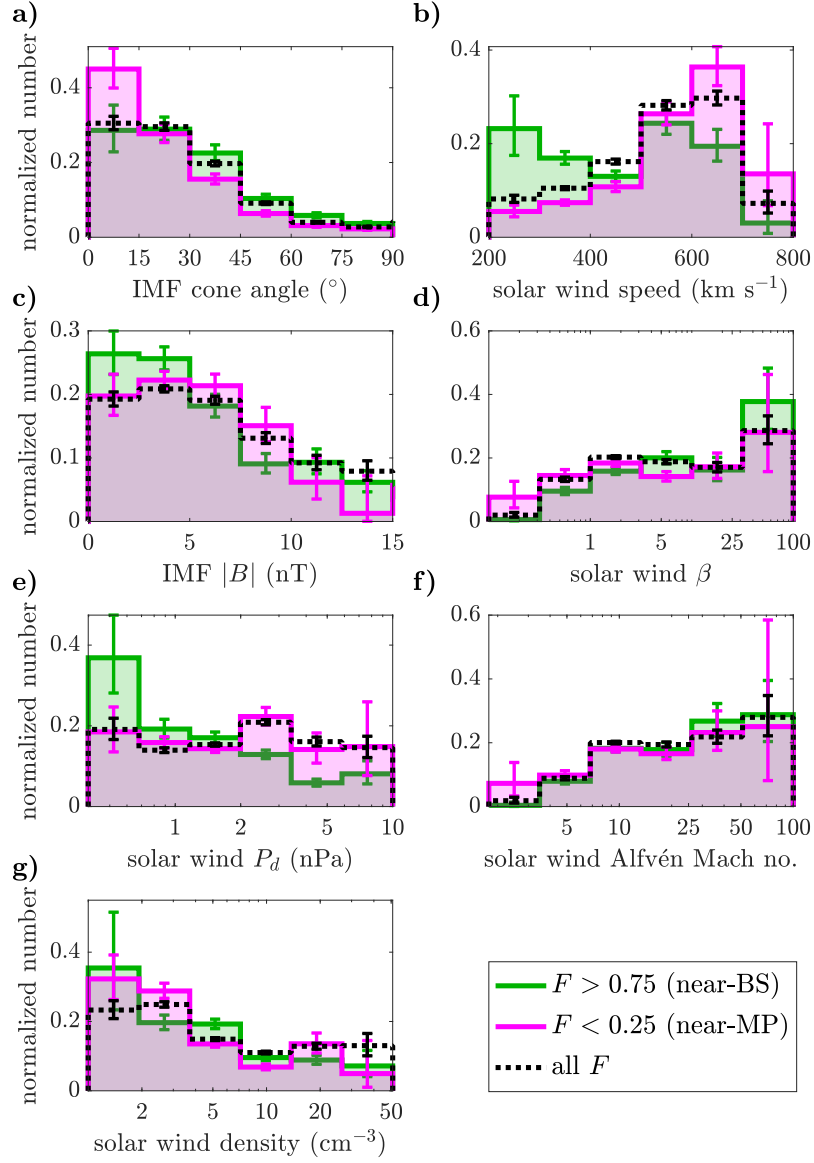 a)
normalized number
0.4
0.2
0
0 15 30 45 60 75 90
IMF cone angle (°)
b)
0.4
0.2
0
200 400 600 800
solar wind speed (km s⁻¹)
c)
normalized number
0.3
0.2
0.1
0
0 5 10 15
IMF |B| (nT)
d)
0.6
0.4
0.2
0
1 5 25 100
solar wind β
e)
normalized number
0.4
0.2
0
1 2 5 10
solar wind P_d (nPa)
f)
0.6
0.4
0.2
0
5 10 25 50 100
solar wind Alfvén Mach no.
g)
normalized number
0.4
0.2
0
2 5 10 20 50
solar wind density (cm⁻³)
F > 0.75 (near-BS)
F < 0.25 (near-MP)
all F